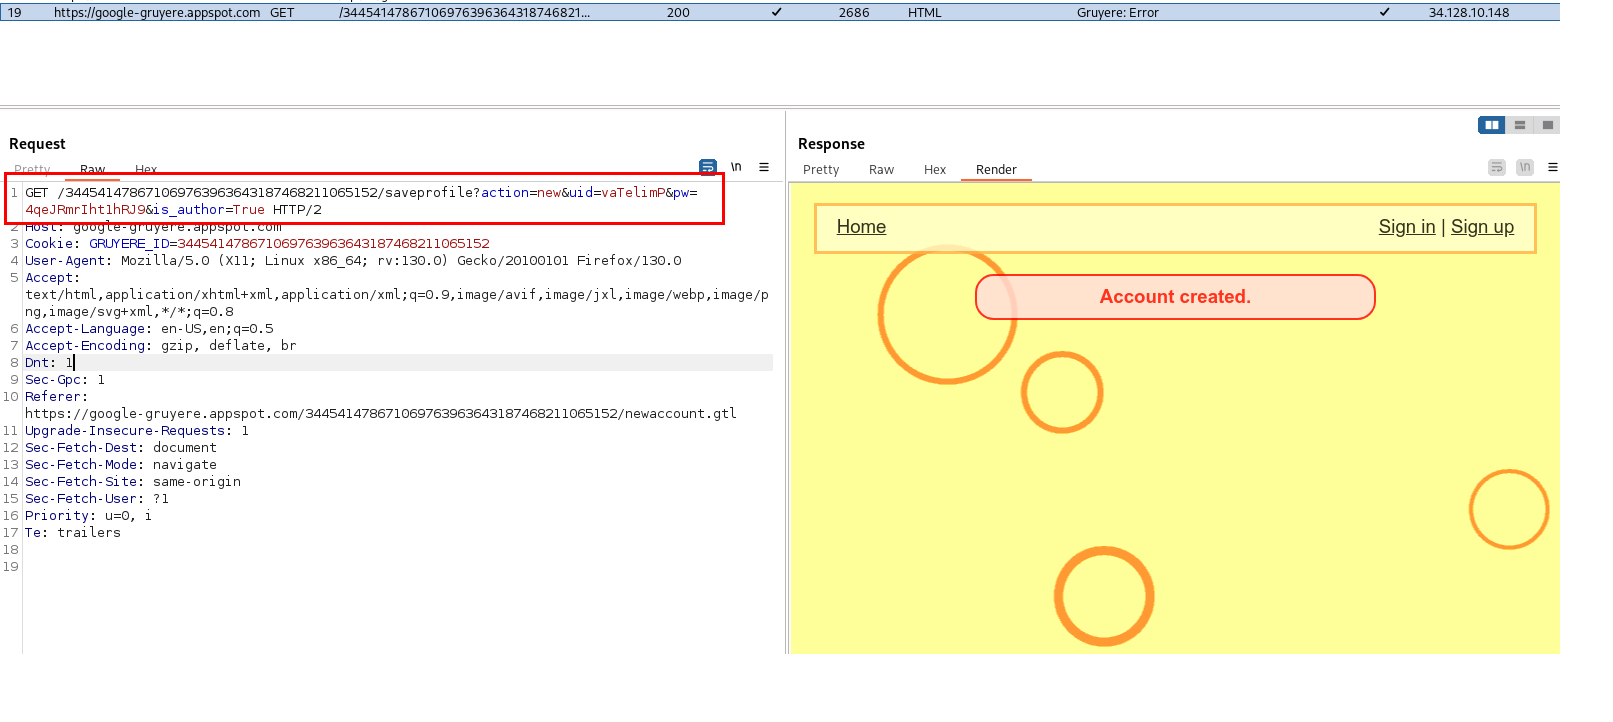 19 https://google-gruyere.appspot.com GET /34454147867106976396364318746821... 200 ✓ 2686 HTML Gruyere: Error ✓ 34.128.10.148
Request
Pretty Raw Hex
\n
1 GET /344541478671069763963643187468211065152/saveprofile?action=new&uid=vaTelimP&pw=
4qeJRmrIht1hRJ9&is_author=True HTTP/2
2 Host: google-gruyere.appspot.com
3 Cookie: GRUYERE_ID=344541478671069763963643187468211065152
4 User-Agent: Mozilla/5.0 (X11; Linux x86_64; rv:130.0) Gecko/20100101 Firefox/130.0
5 Accept:
text/html,application/xhtml+xml,application/xml;q=0.9,image/avif,image/jxl,image/webp,image/p
ng,image/svg+xml,*/*;q=0.8
6 Accept-Language: en-US,en;q=0.5
7 Accept-Encoding: gzip, deflate, br
8 Dnt: 1
9 Sec-Gpc: 1
10 Referer:
https://google-gruyere.appspot.com/344541478671069763963643187468211065152/newaccount.gtl
11 Upgrade-Insecure-Requests: 1
12 Sec-Fetch-Dest: document
13 Sec-Fetch-Mode: navigate
14 Sec-Fetch-Site: same-origin
15 Sec-Fetch-User: ?1
16 Priority: u=0, i
17 Te: trailers
18
19
Response
Pretty Raw Hex Render
\n
Home Sign in | Sign up
Account created.